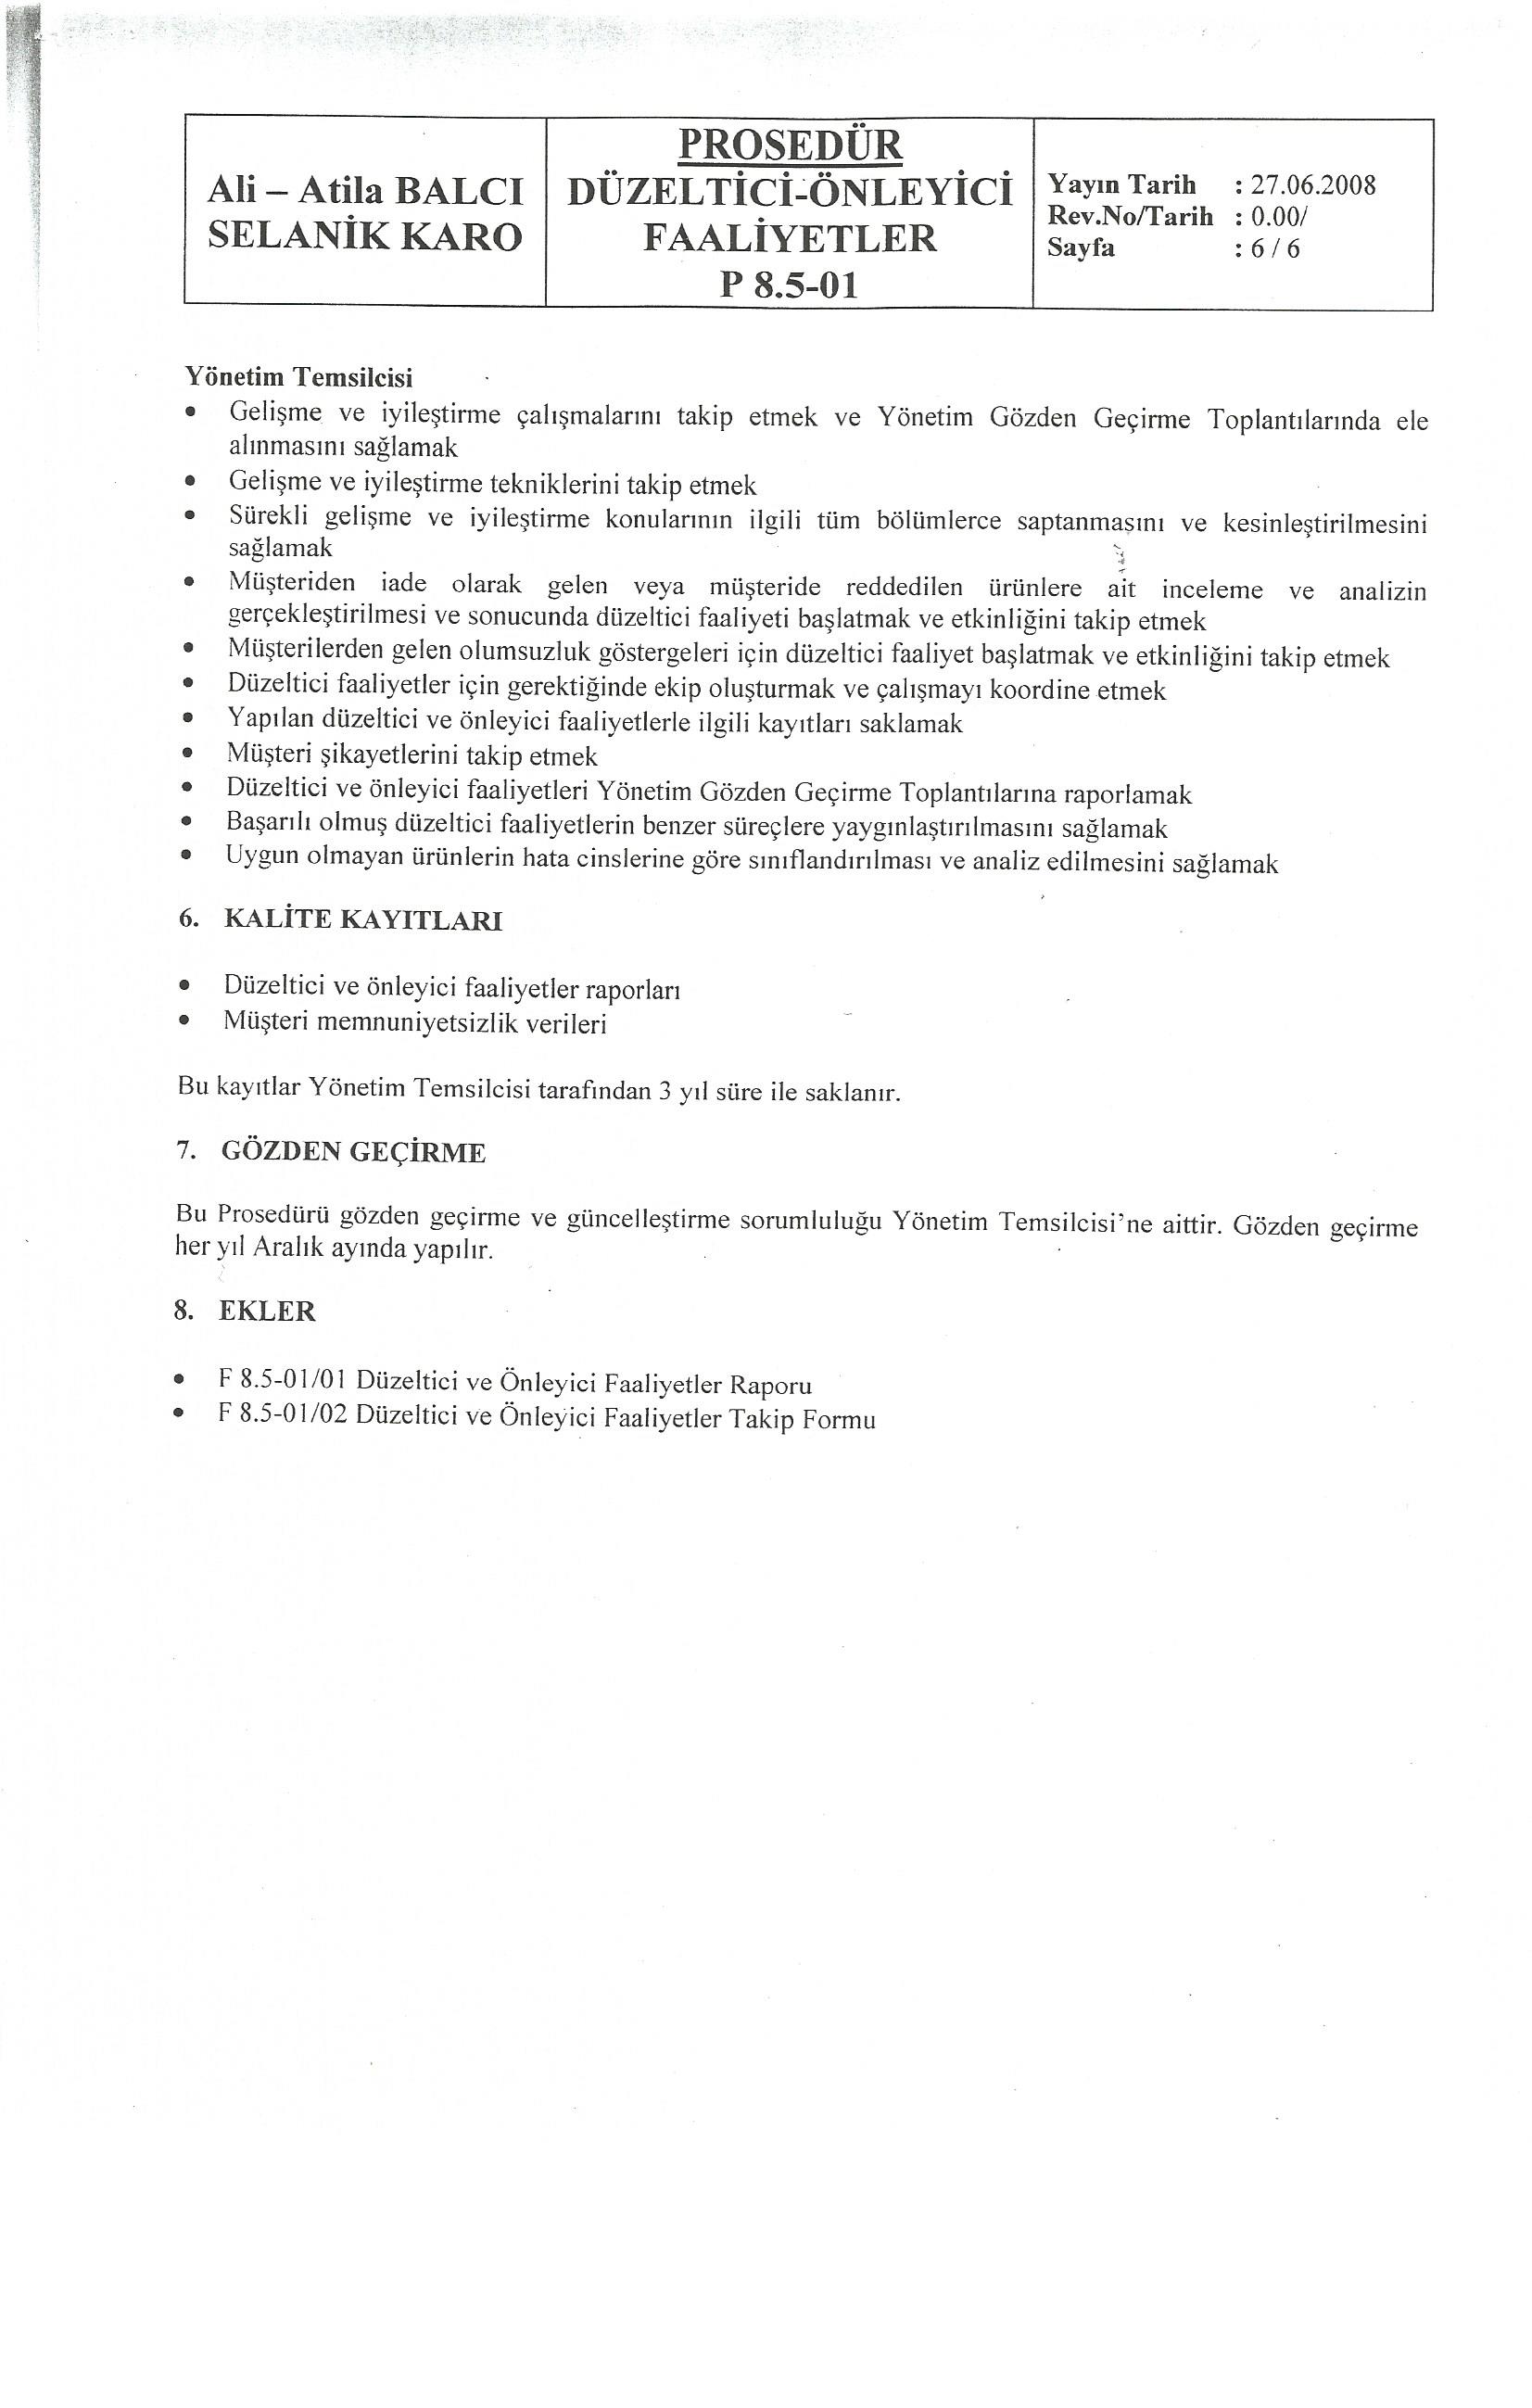 Ali – Atila BALCI
SELANİK KARO
PROSEDÜR
DÜZELTİCİ-ÖNLEYİCİ
FAALİYETLER
P 8.5-01
Yayın Tarih : 27.06.2008
Rev.No/Tarih : 0.00/
Sayfa : 6 / 6
Yönetim Temsilcisi
• Gelişme ve iyileştirme çalışmalarını takip etmek ve Yönetim Gözden Geçirme Toplantılarında ele
alınmasını sağlamak
• Gelişme ve iyileştirme tekniklerini takip etmek
• Sürekli gelişme ve iyileştirme konularının ilgili tüm bölümlerce saptanmasını ve kesinleştirilmesini
sağlamak
• Müşteriden iade olarak gelen veya müşteride reddedilen ürünlere ait inceleme ve analizin
gerçekleştirilmesi ve sonucunda düzeltici faaliyeti başlatmak ve etkinliğini takip etmek
• Müşterilerden gelen olumsuzluk göstergeleri için düzeltici faaliyet başlatmak ve etkinliğini takip etmek
• Düzeltici faaliyetler için gerektiğinde ekip oluşturmak ve çalışmayı koordine etmek
• Yapılan düzeltici ve önleyici faaliyetlerle ilgili kayıtları saklamak
• Müşteri şikayetlerini takip etmek
• Düzeltici ve önleyici faaliyetleri Yönetim Gözden Geçirme Toplantılarına raporlamak
• Başarılı olmuş düzeltici faaliyetlerin benzer süreçlere yaygınlaştırılmasını sağlamak
• Uygun olmayan ürünlerin hata cinslerine göre sınıflandırılması ve analiz edilmesini sağlamak
6. KALİTE KAYITLARI
• Düzeltici ve önleyici faaliyetler raporları
• Müşteri memnuniyetsizlik verileri
Bu kayıtlar Yönetim Temsilcisi tarafından 3 yıl süre ile saklanır.
7. GÖZDEN GEÇİRME
Bu Prosedürü gözden geçirme ve güncelleştirme sorumluluğu Yönetim Temsilcisi’ne aittir. Gözden geçirme
her yıl Aralık ayında yapılır.
8. EKLER
• F 8.5-01/01 Düzeltici ve Önleyici Faaliyetler Raporu
• F 8.5-01/02 Düzeltici ve Önleyici Faaliyetler Takip Formu